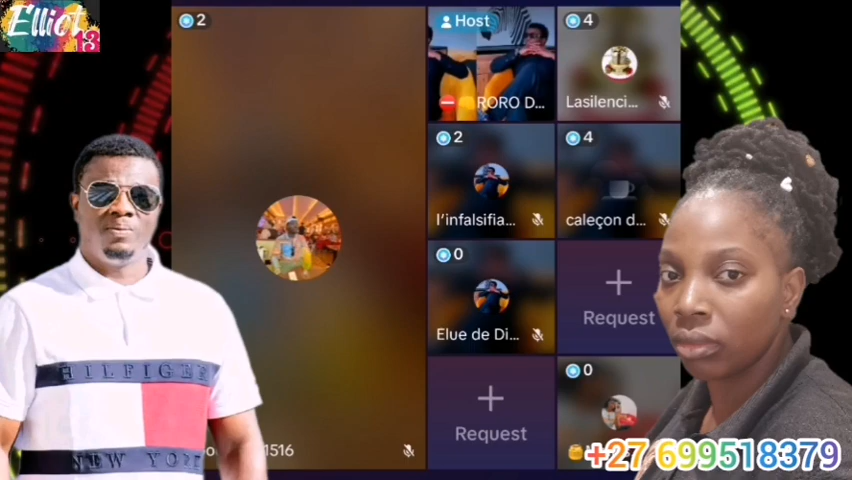 Elliot
13
2
Host
4
RORO D...
Lasilenci...
2
4
l'infalsifia...
caleçon d...
0
Elue de Di...
Request
0
Request
1516
HILFIGER
NEW YORK
+27 699518379